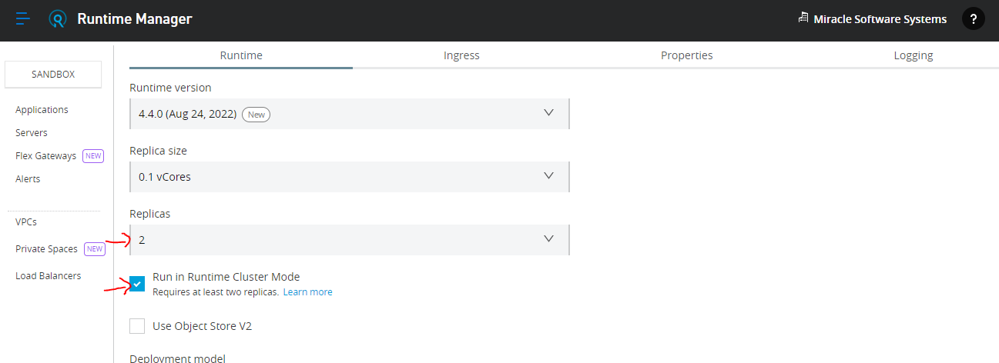 Runtime Manager
Miracle Software Systems
?
SANDBOX
Applications
Servers
Flex Gateways NEW
Alerts
VPCs
Private Spaces NEW
Load Balancers
Runtime Ingress Properties Logging
Runtime version
4.4.0 (Aug 24, 2022) New
Replica size
0.1 vCores
Replicas
2
Run in Runtime Cluster Mode
Requires at least two replicas. Learn more
Use Object Store V2
Deployment model